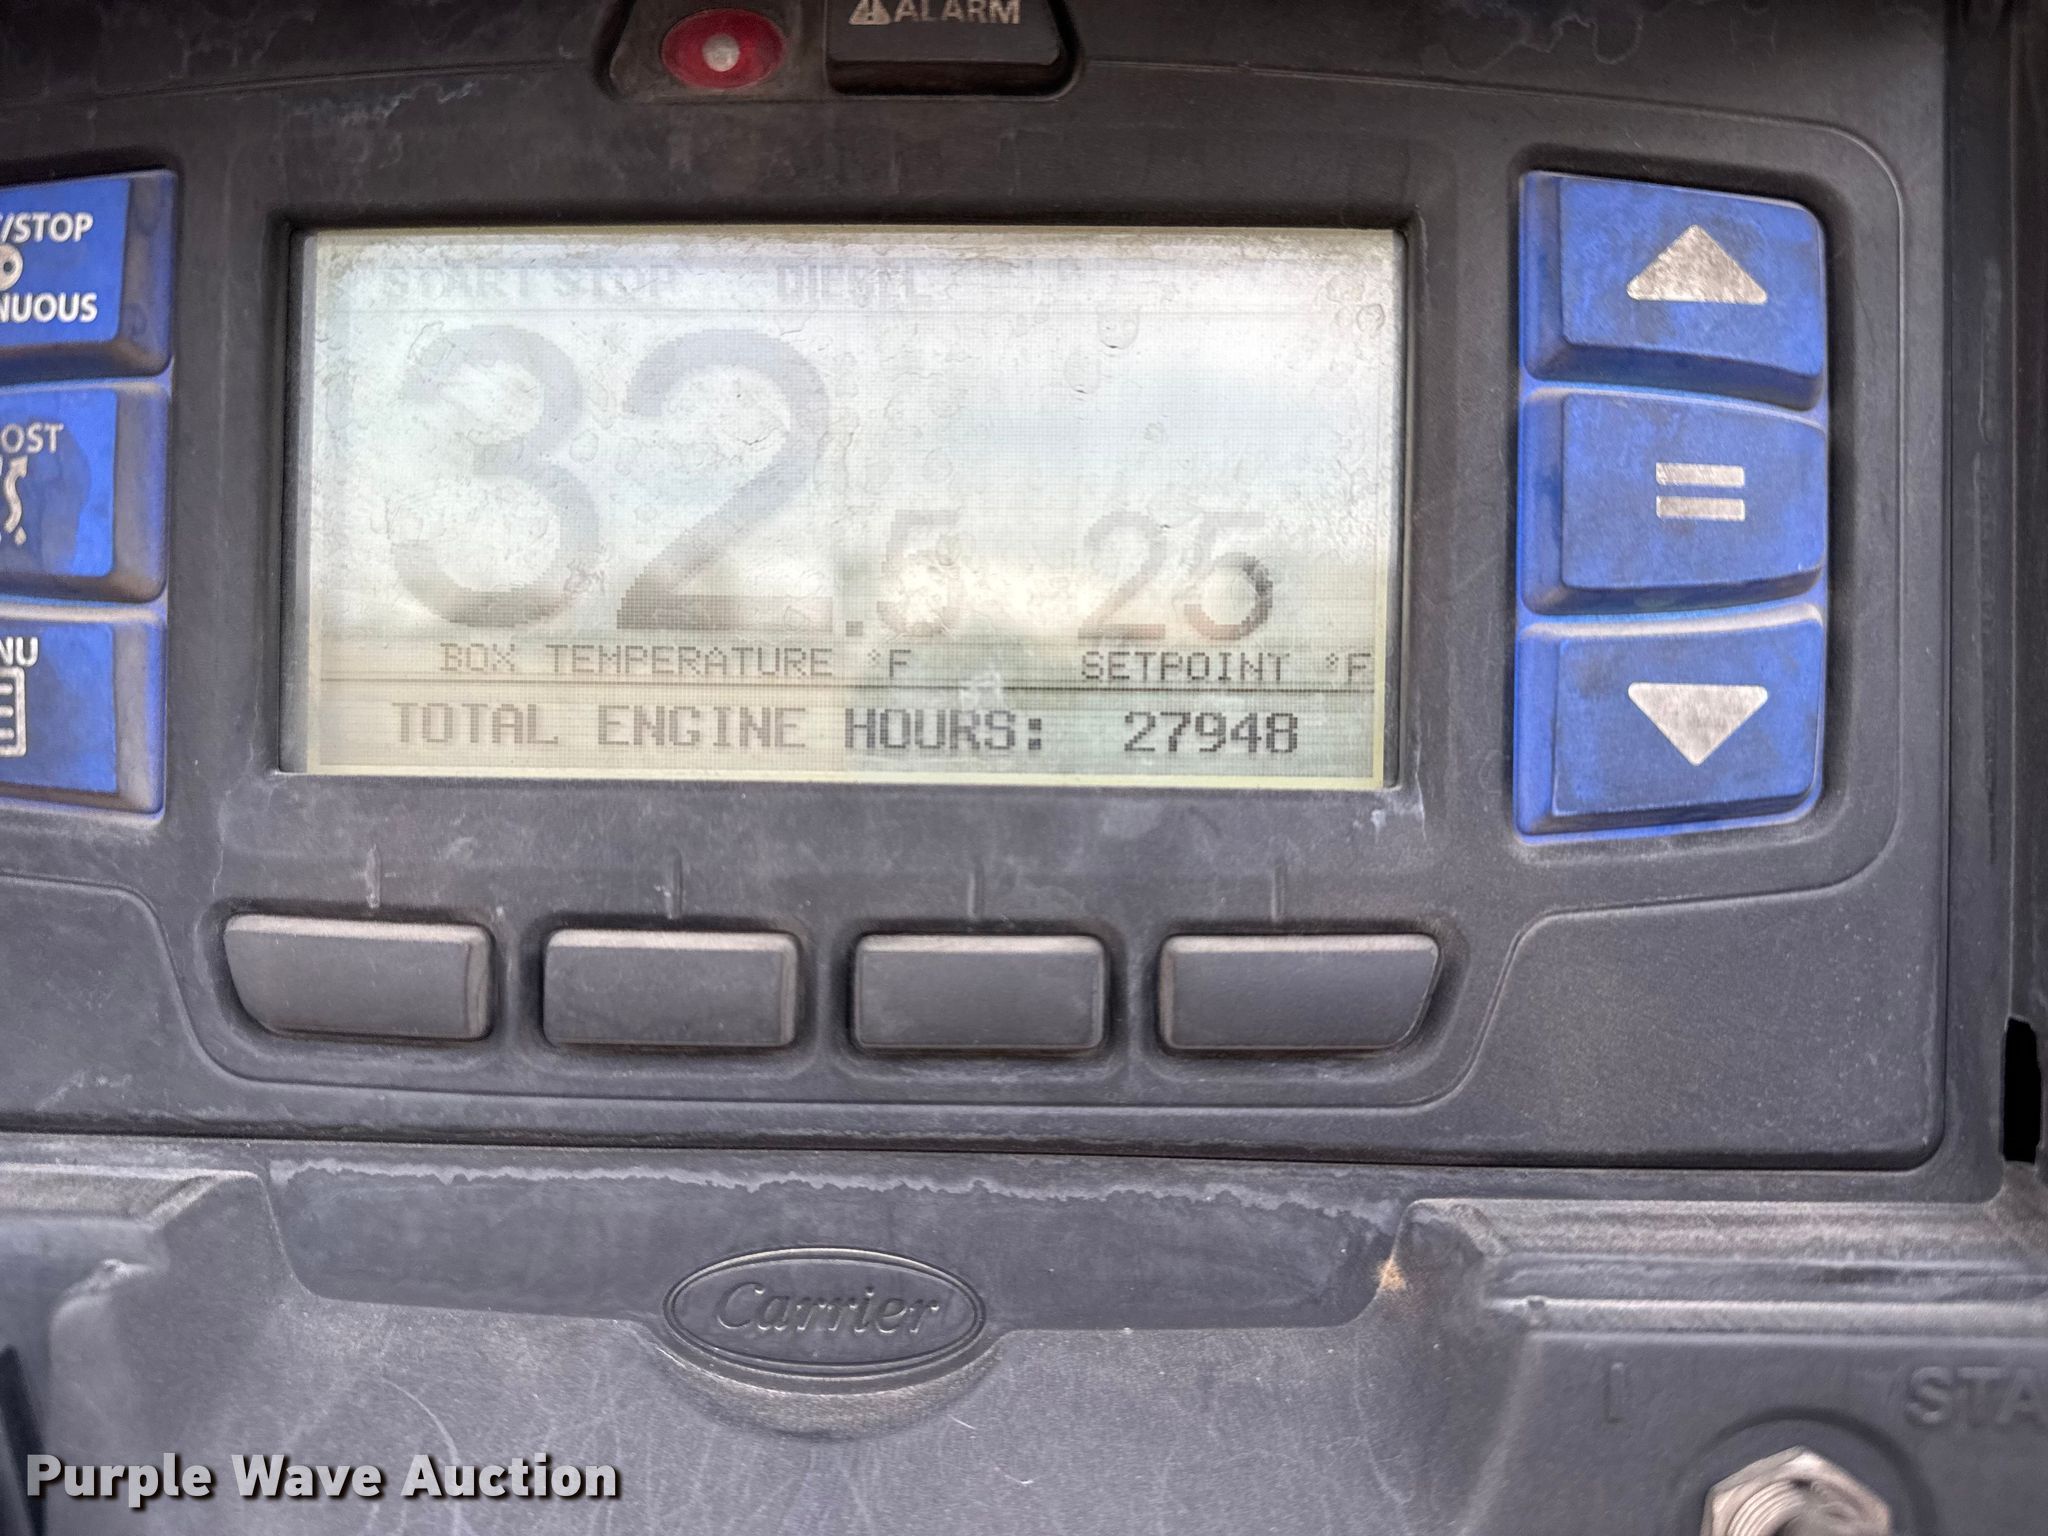 ALARM
/STOP
NUOUS
START STOP DIESEL
OST
32.5 25
BOX TEMPERATURE °F SETPOINT °F
NU
TOTAL ENGINE HOURS: 27948
Carrier
I STA
Purple Wave Auction